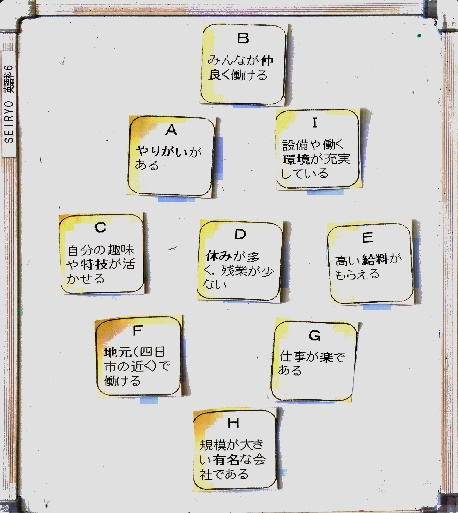 SEIRYO
B
みんなが仲
良く働ける
A
やりがいが
ある
I
設備や働く
環境が充実
している
C
自分の趣味
や特技が活
かせる
D
休みが多
く、残業が少
ない
E
高い給料が
もらえる
F
地元(四日
市の近く)で
働ける
G
仕事が楽で
ある
H
規模が大き
い有名な会
社である